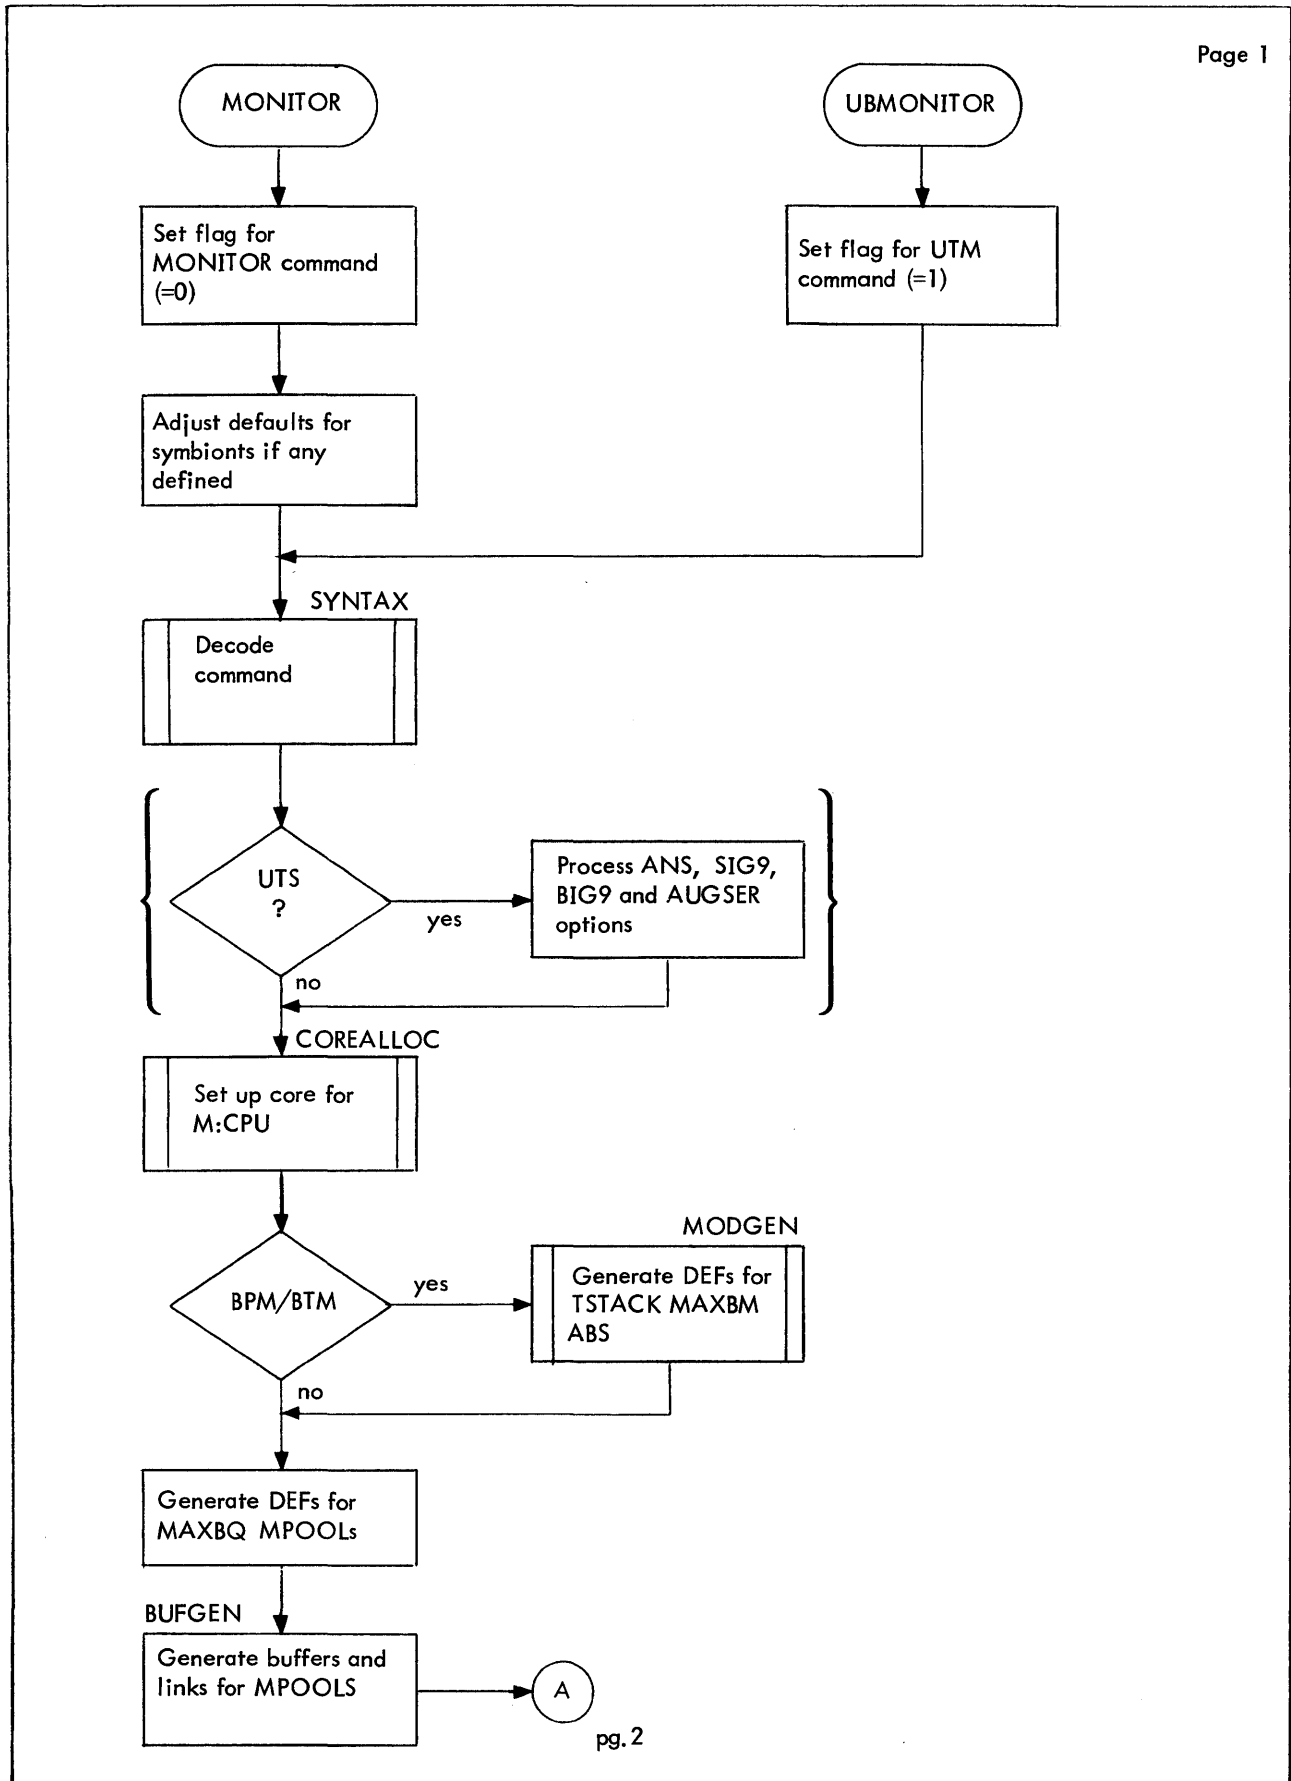 Page 1
MONITOR
UBMONITOR
Set flag for
MONITOR command
(=0)
Set flag for UTM
command (=1)
Adjust defaults for
symbionts if any
defined
SYNTAX
Decode
command
UTS
?
yes
Process ANS, SIG9,
BIG9 and AUGSER
options
no
COREALLOC
Set up core for
M:CPU
MODGEN
BPM/BTM
yes
Generate DEFs for
TSTACK MAXBM
ABS
no
Generate DEFs for
MAXBQ MPOOLs
BUFGEN
Generate buffers and
links for MPOOLS
A
pg. 2